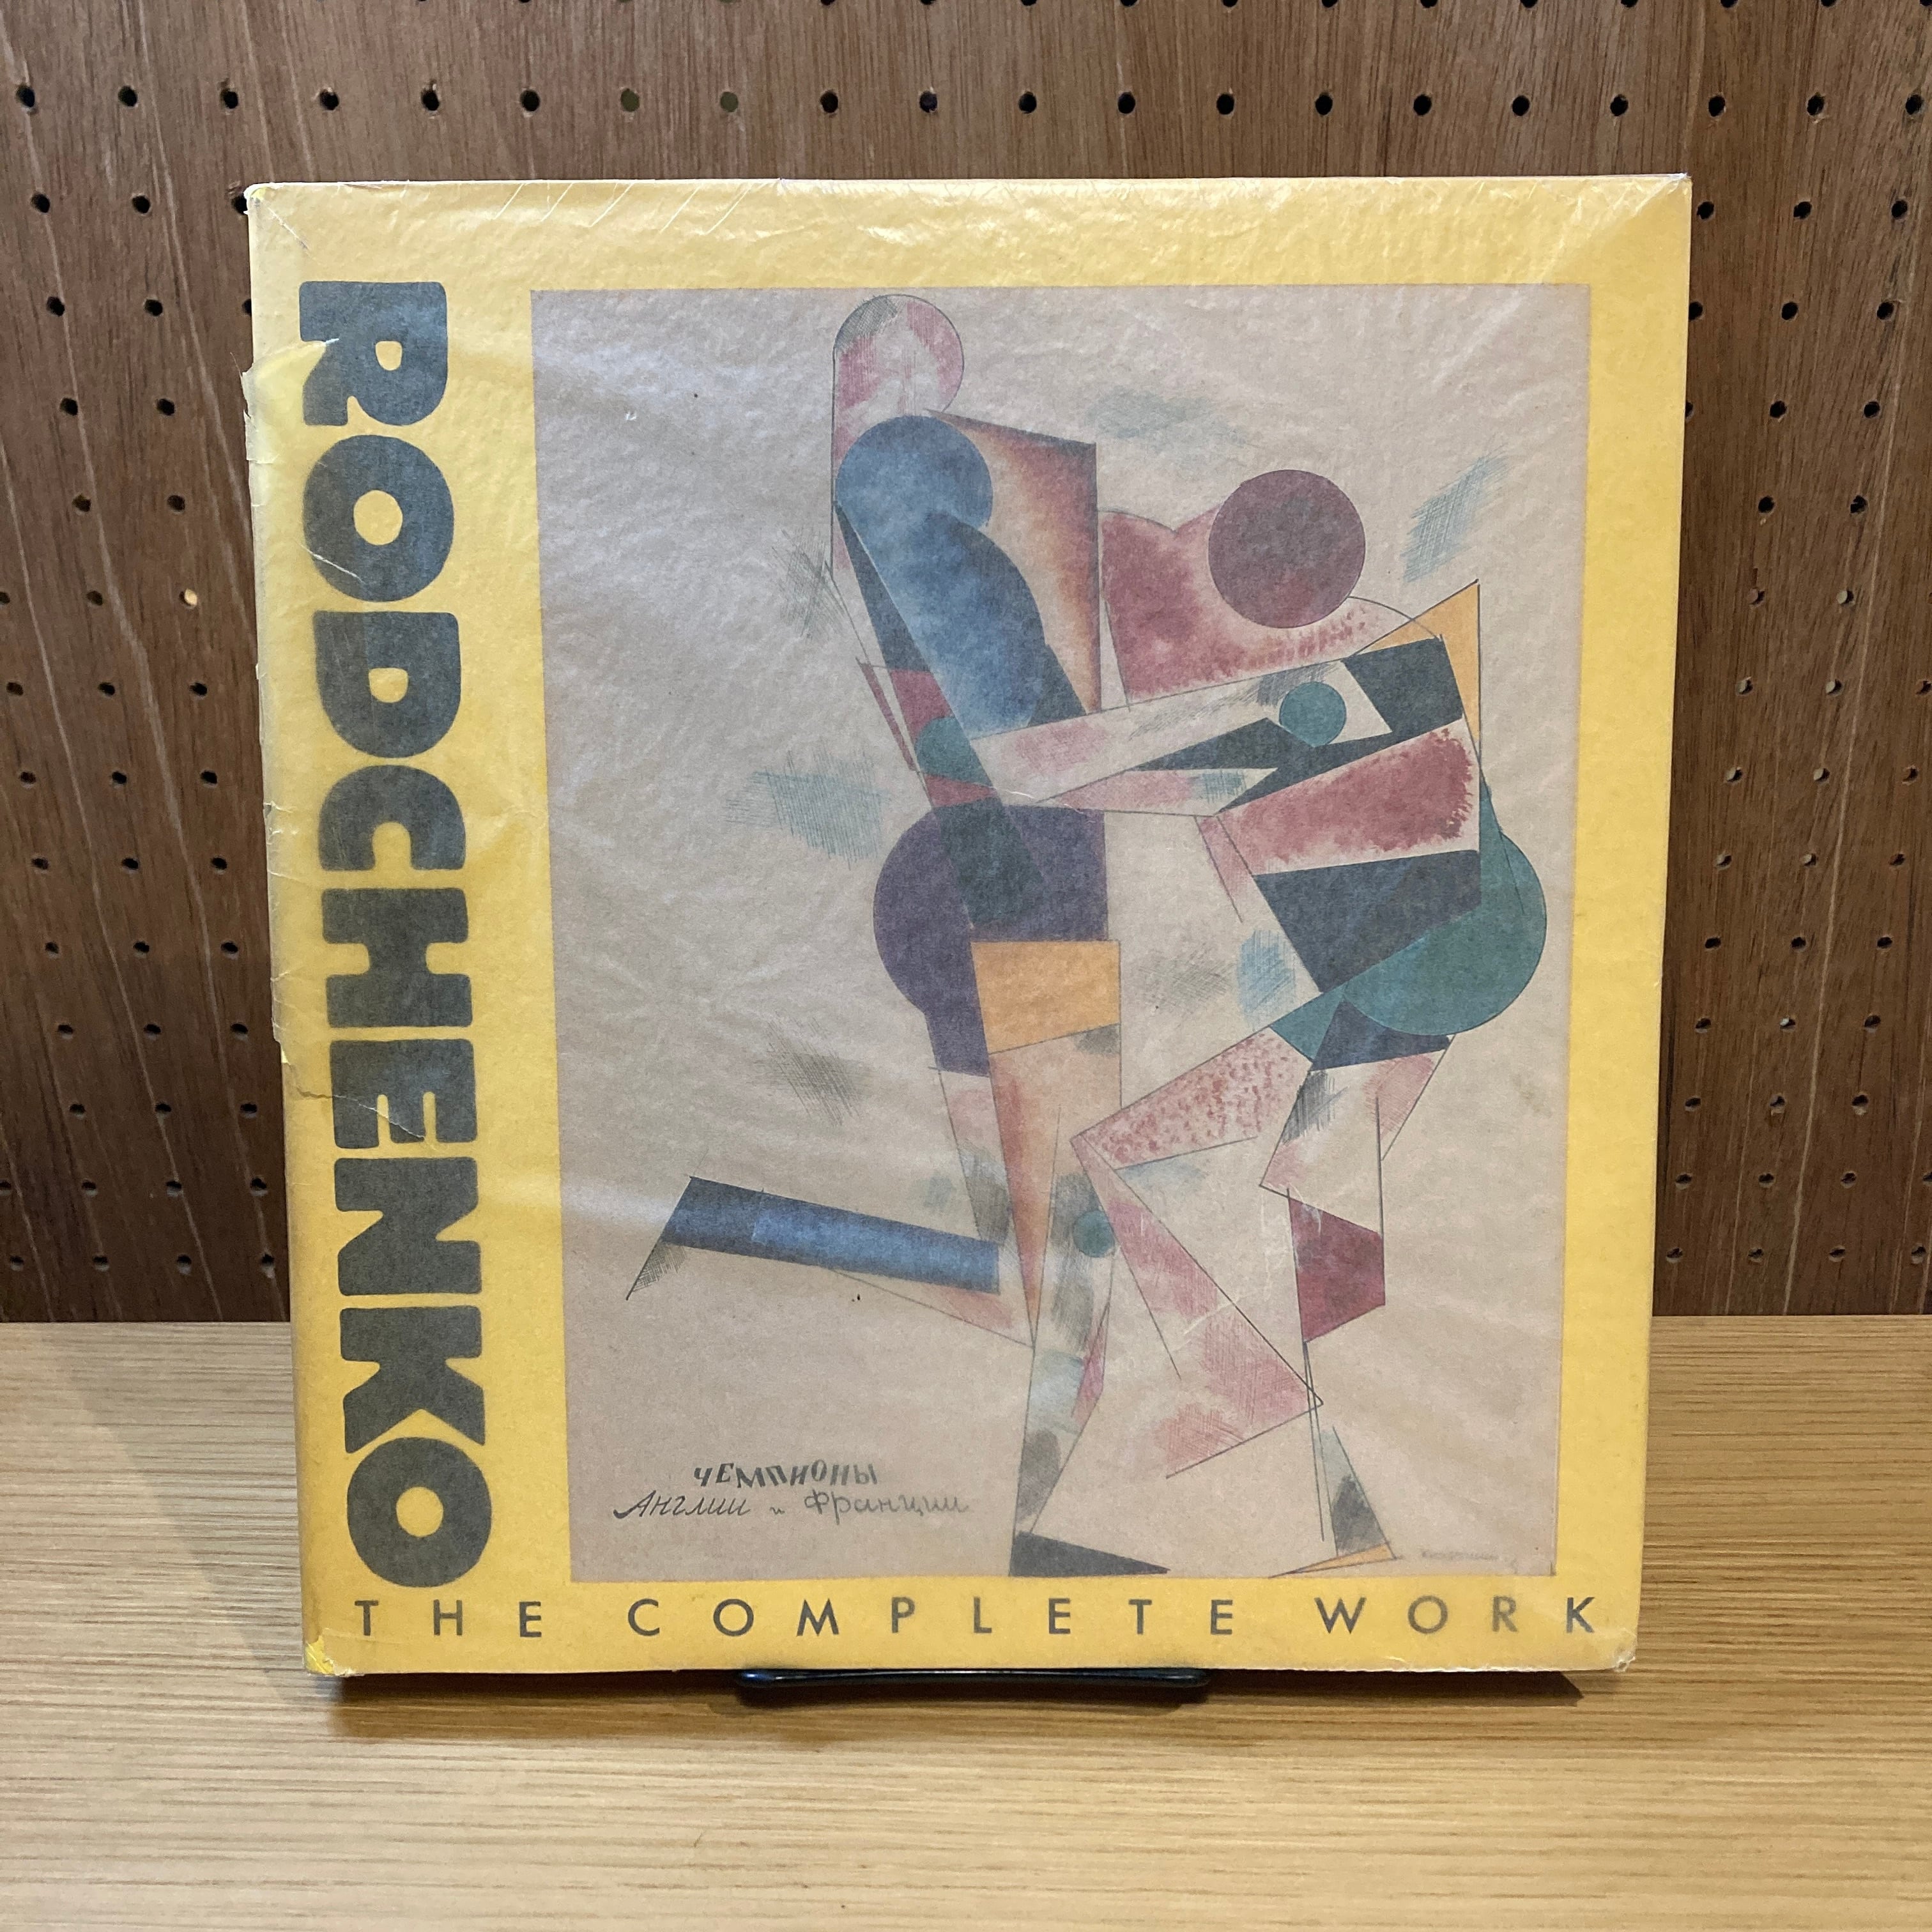 RODCHENKO
ЧЕМПИОНЫ
Англии и Франции
THE COMPLETE WORK